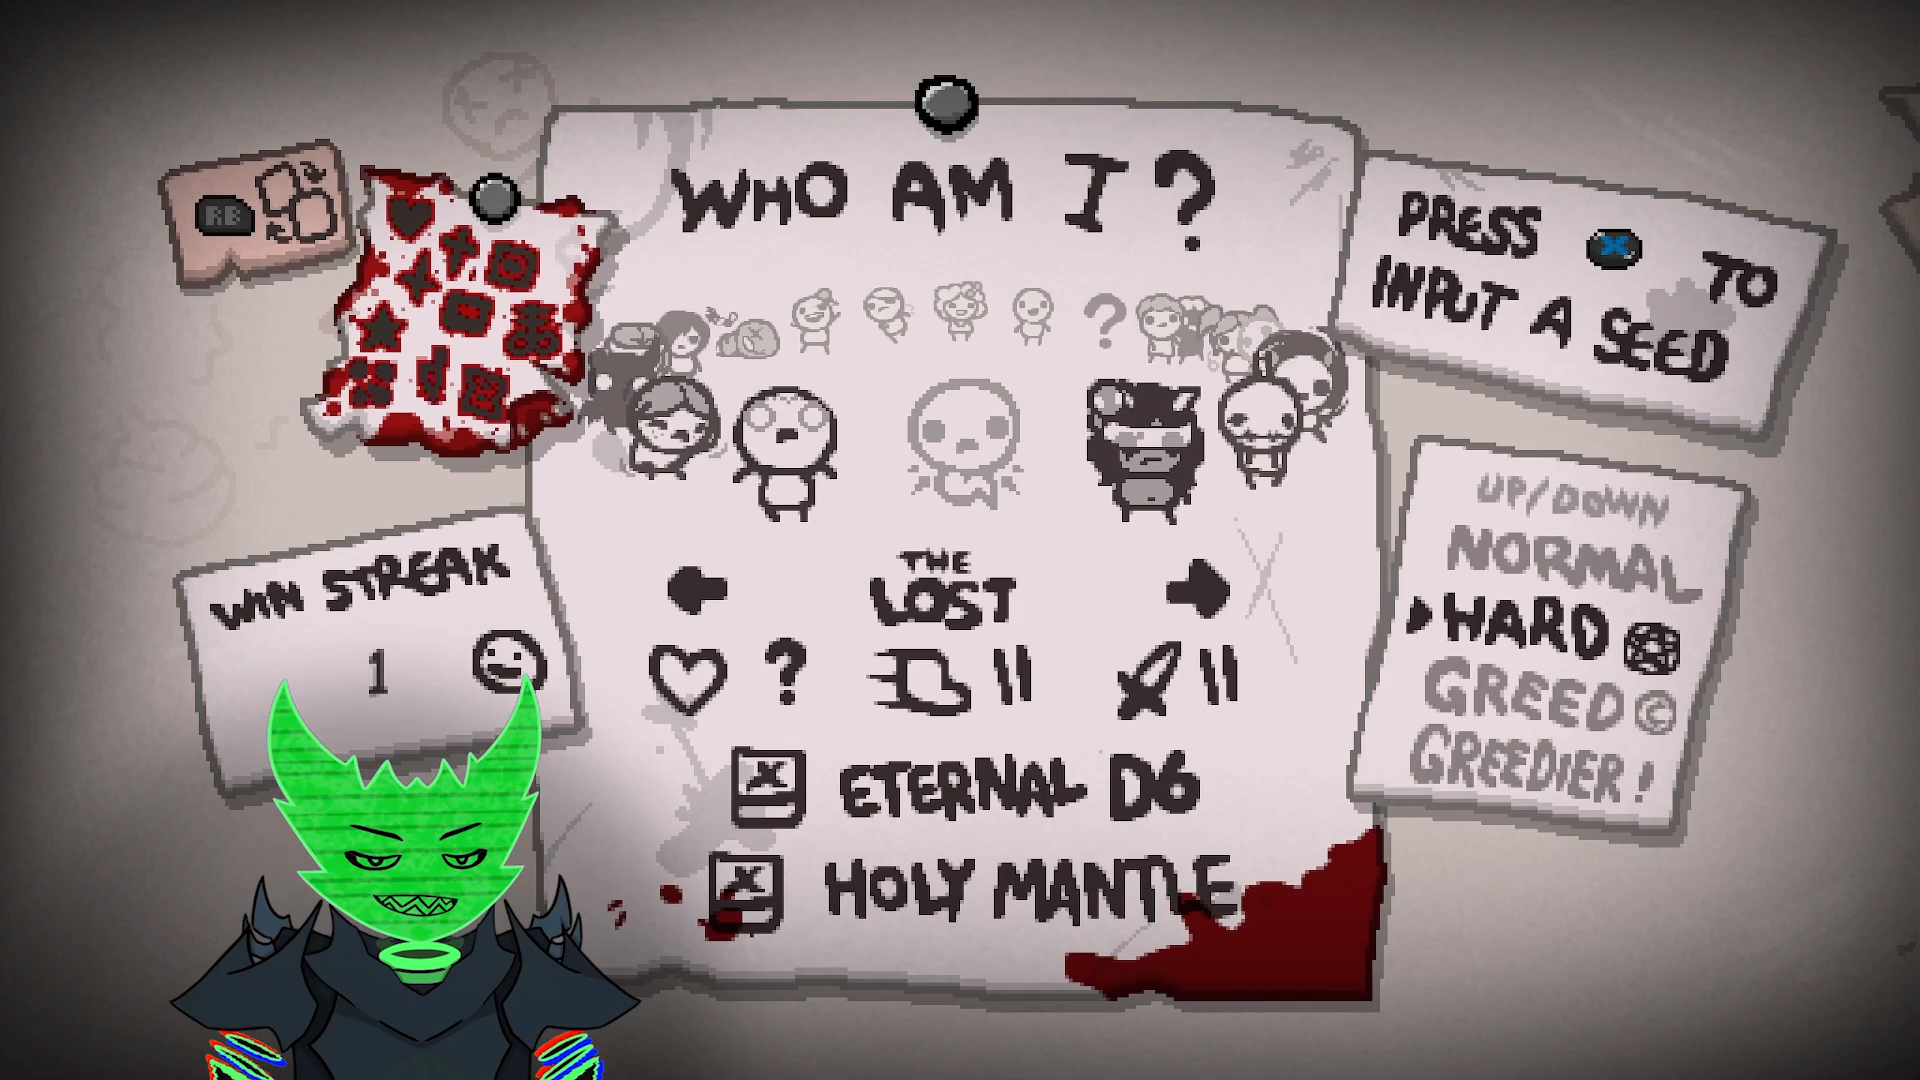 WHO AM I?
RB
PRESS X TO
INPUT A SEED
WIN STREAK
1
THE
LOST
?
ETERNAL D6
HOLY MANTLE
UP/DOWN
NORMAL
HARD
GREED ©
GREEDIER!